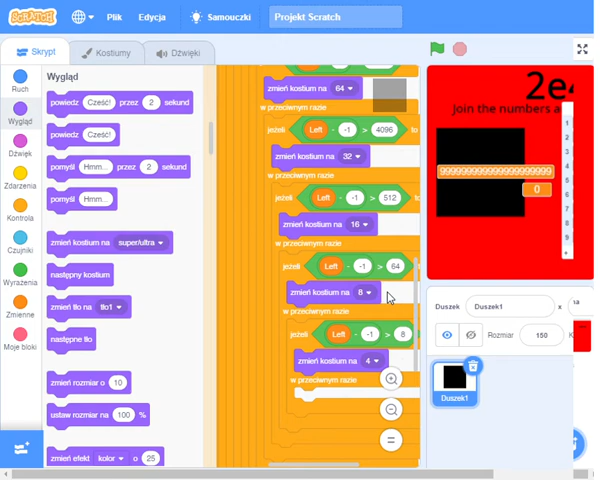 SCRATCH
Plik
Edycja
Samouczki
Projekt Scratch
Skrypt
Kostiumy
Dźwięki
Ruch
Wygląd
Dźwięk
Zdarzenia
Kontrola
Czujniki
Wyrażenia
Zmienne
Moje bloki
Wygląd
powiedz Cześć! przez 2 sekund
powiedz Cześć!
pomyśl Hmm... przez 2 sekund
pomyśl Hmm...
zmień kostium na super/ultra
następny kostium
zmień tło na tło1
następne tło
zmień rozmiar o 10
ustaw rozmiar na 100 %
zmień efekt kolor o 25
zmień kostium na 64
w przeciwnym razie
jeżeli Left - -1 > 4096 to
zmień kostium na 32
w przeciwnym razie
jeżeli Left - -1 > 512 to
zmień kostium na 16
w przeciwnym razie
jeżeli Left - -1 > 64
zmień kostium na 8
w przeciwnym razie
jeżeli Left - -1 > 8
zmień kostium na 4
w przeciwnym razie
2e4
Join the numbers a
0
1
2
3
4
5
6
7
8
9
+
Duszek
Duszek1
x
Rozmiar
150
Duszek1